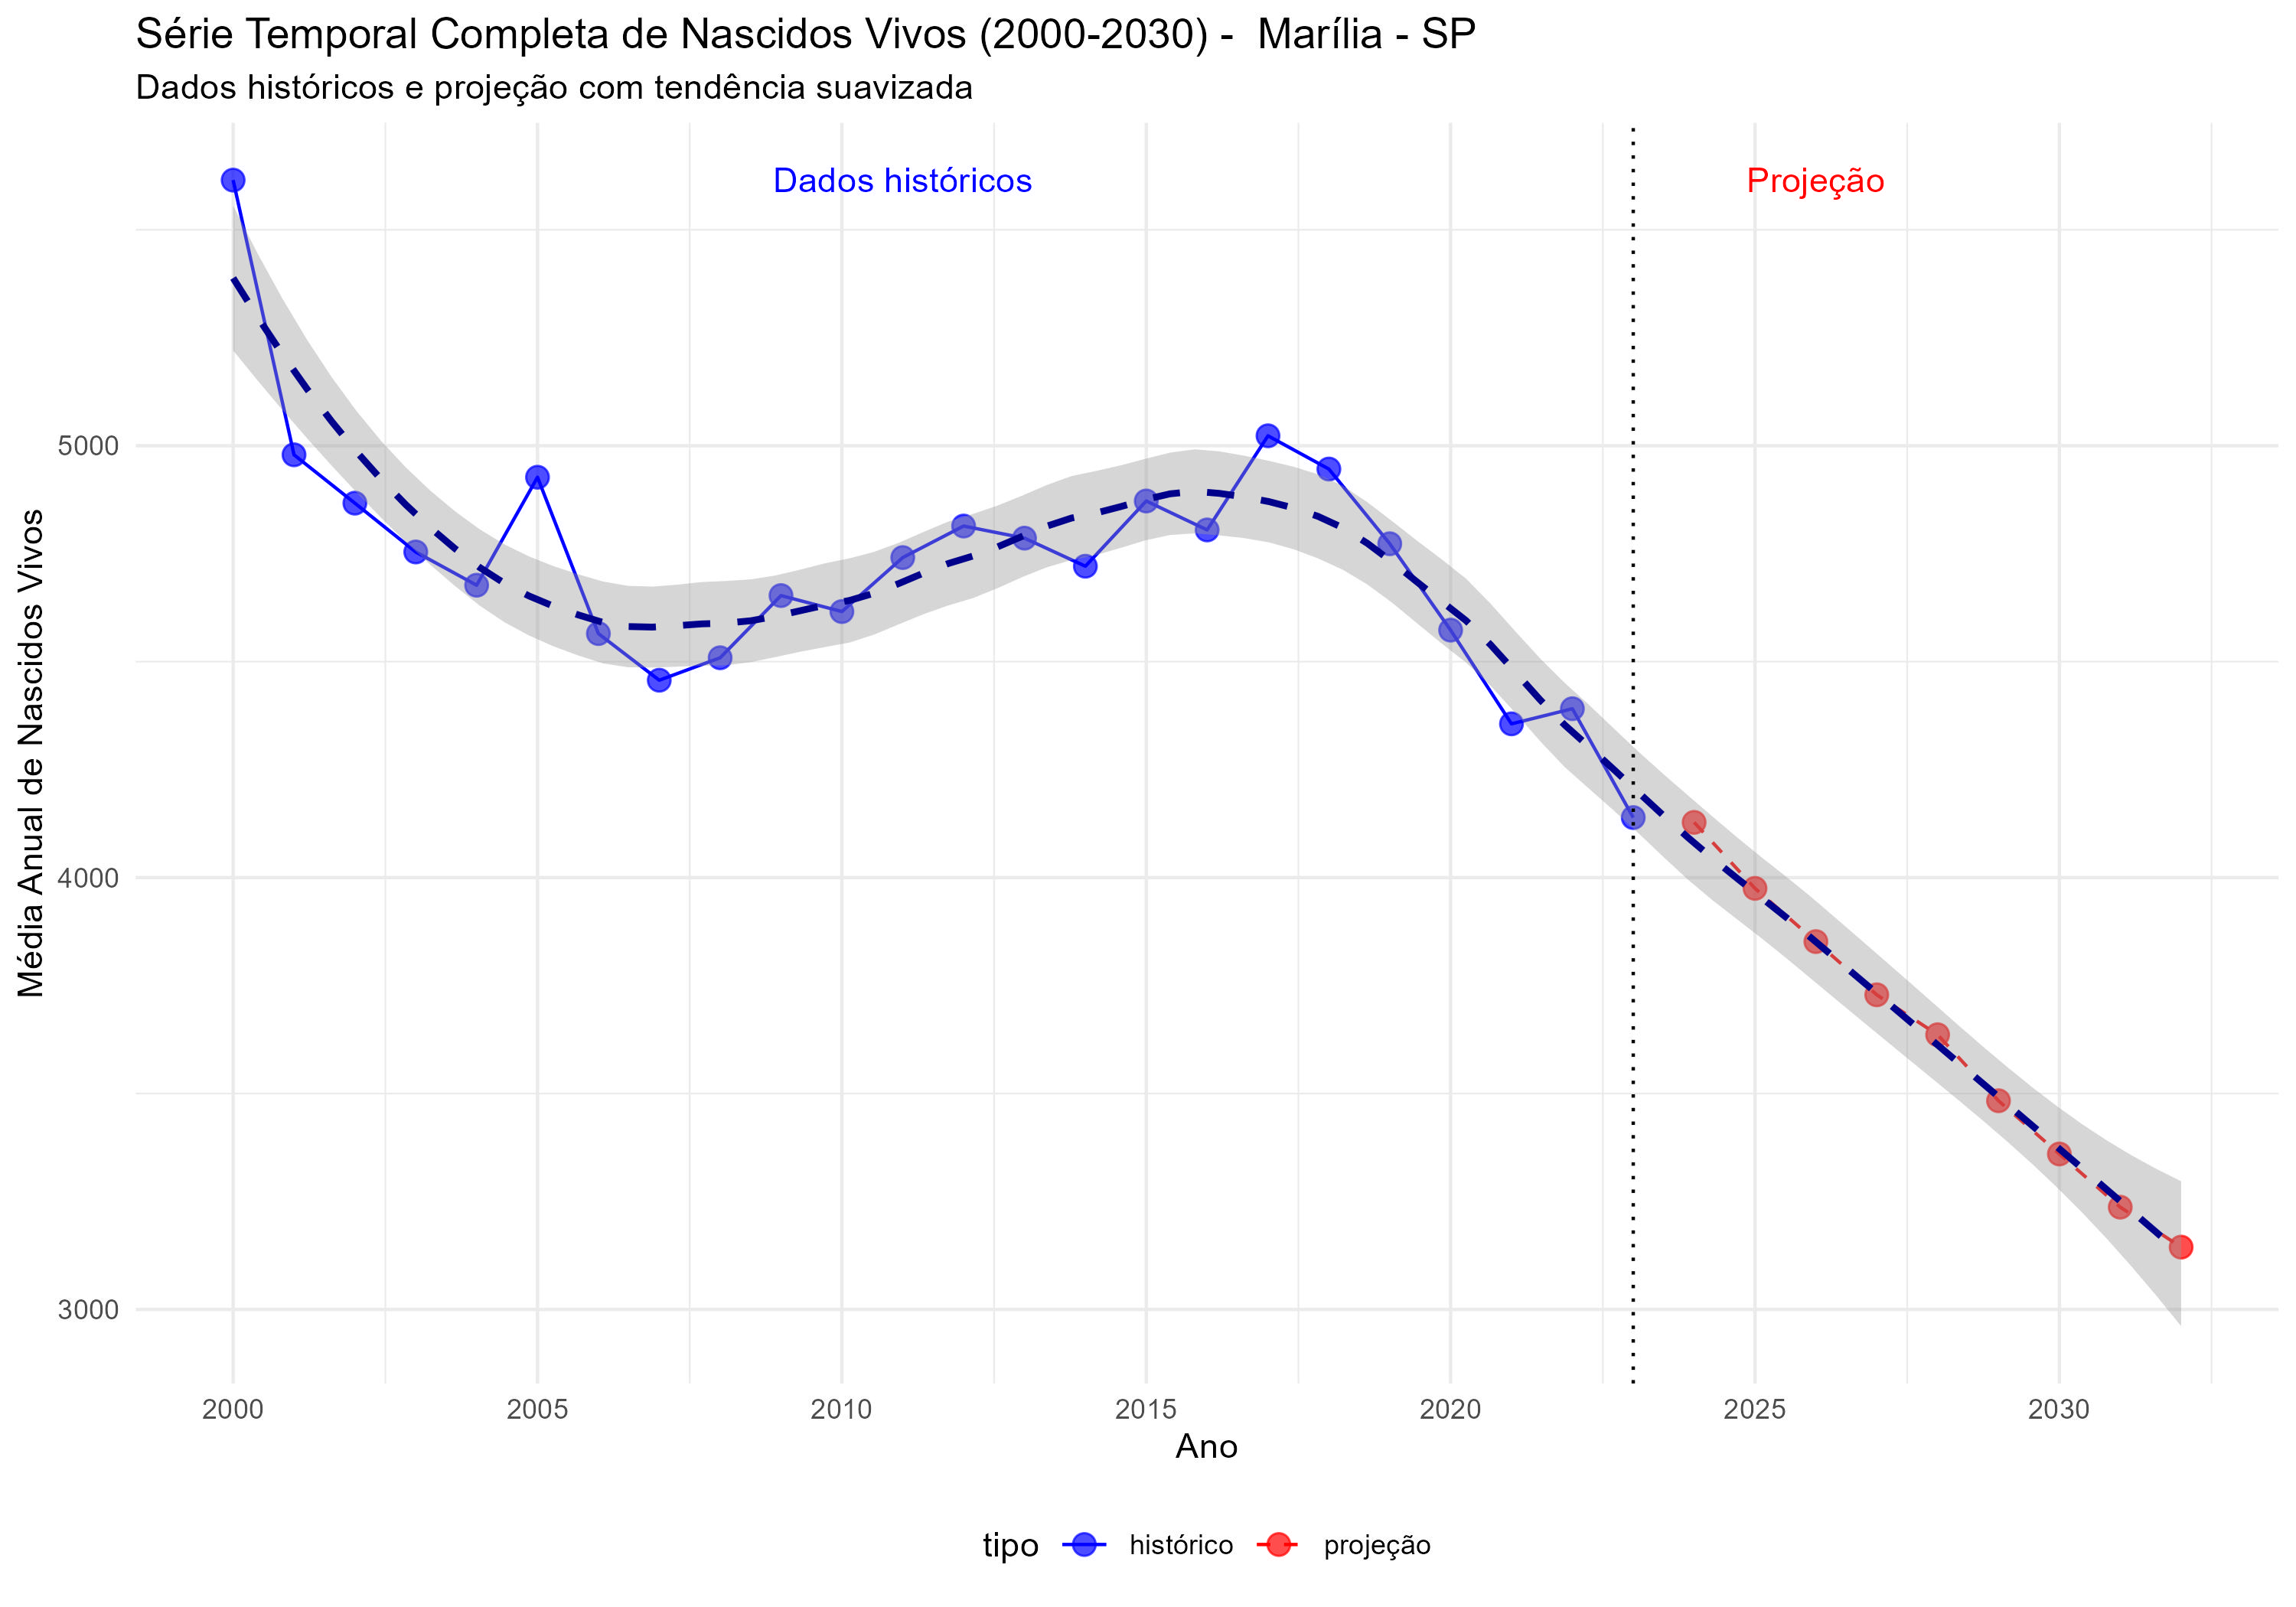 Série Temporal Completa de Nascidos Vivos (2000-2030) -  Marília - SP
Dados históricos e projeção com tendência suavizada
Dados históricos
Projeção
Média Anual de Nascidos Vivos
5000
4000
3000
2000 2005 2010 2015 2020 2025 2030
Ano
tipo histórico projeção